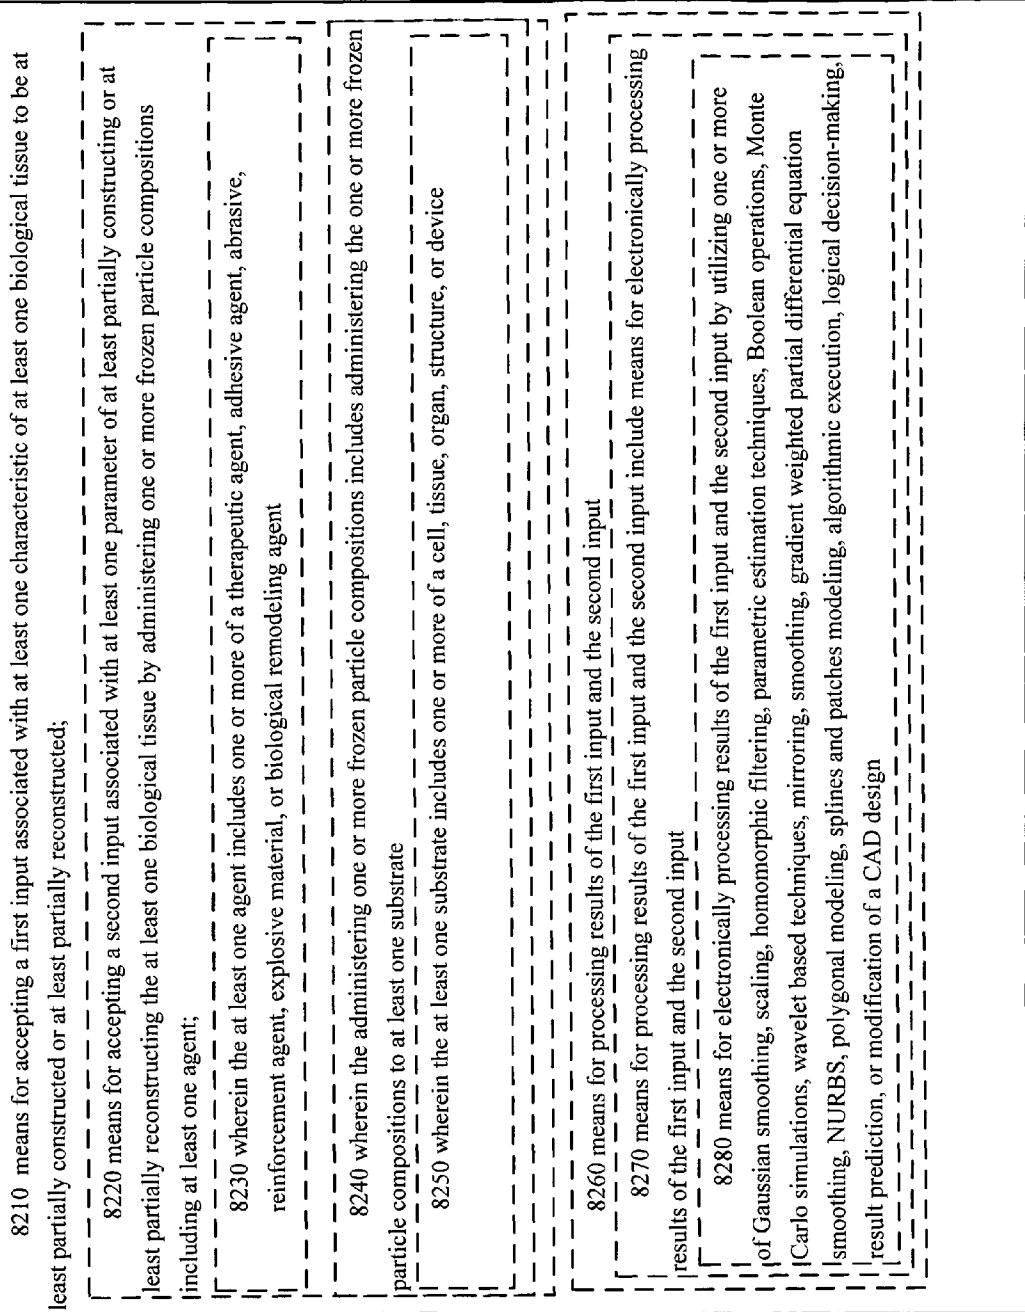 8210 means for accepting a first input associated with at least one characteristic of at least one biological tissue to be at
least partially constructed or at least partially reconstructed;
8220 means for accepting a second input associated with at least one parameter of at least partially constructing or at
least partially reconstructing the at least one biological tissue by administering one or more frozen particle compositions
including at least one agent;
8230 wherein the at least one agent includes one or more of a therapeutic agent, adhesive agent, abrasive,
reinforcement agent, explosive material, or biological remodeling agent
8240 wherein the administering one or more frozen particle compositions includes administering the one or more frozen
particle compositions to at least one substrate
8250 wherein the at least one substrate includes one or more of a cell, tissue, organ, structure, or device
8260 means for processing results of the first input and the second input
8270 means for processing results of the first input and the second input include means for electronically processing
results of the first input and the second input
8280 means for electronically processing results of the first input and the second input by utilizing one or more
of Gaussian smoothing, scaling, homomorphic filtering, parametric estimation techniques, Boolean operations, Monte
Carlo simulations, wavelet based techniques, mirroring, smoothing, gradient weighted partial differential equation
smoothing, NURBS, polygonal modeling, splines and patches modeling, algorithmic execution, logical decision-making,
result prediction, or modification of a CAD design